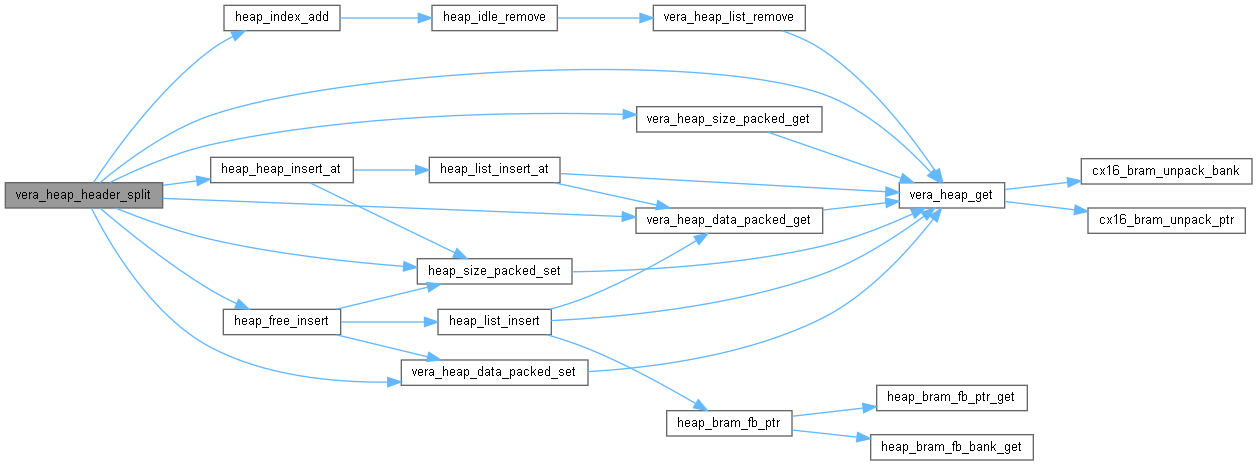 heap_index_add
heap_idle_remove
vera_heap_list_remove
vera_heap_size_packed_get
heap_heap_insert_at
heap_list_insert_at
cx16_bram_unpack_bank
vera_heap_header_split
vera_heap_get
vera_heap_data_packed_get
cx16_bram_unpack_ptr
heap_size_packed_set
heap_free_insert
heap_list_insert
vera_heap_data_packed_set
heap_bram_fb_ptr_get
heap_bram_fb_ptr
heap_bram_fb_bank_get